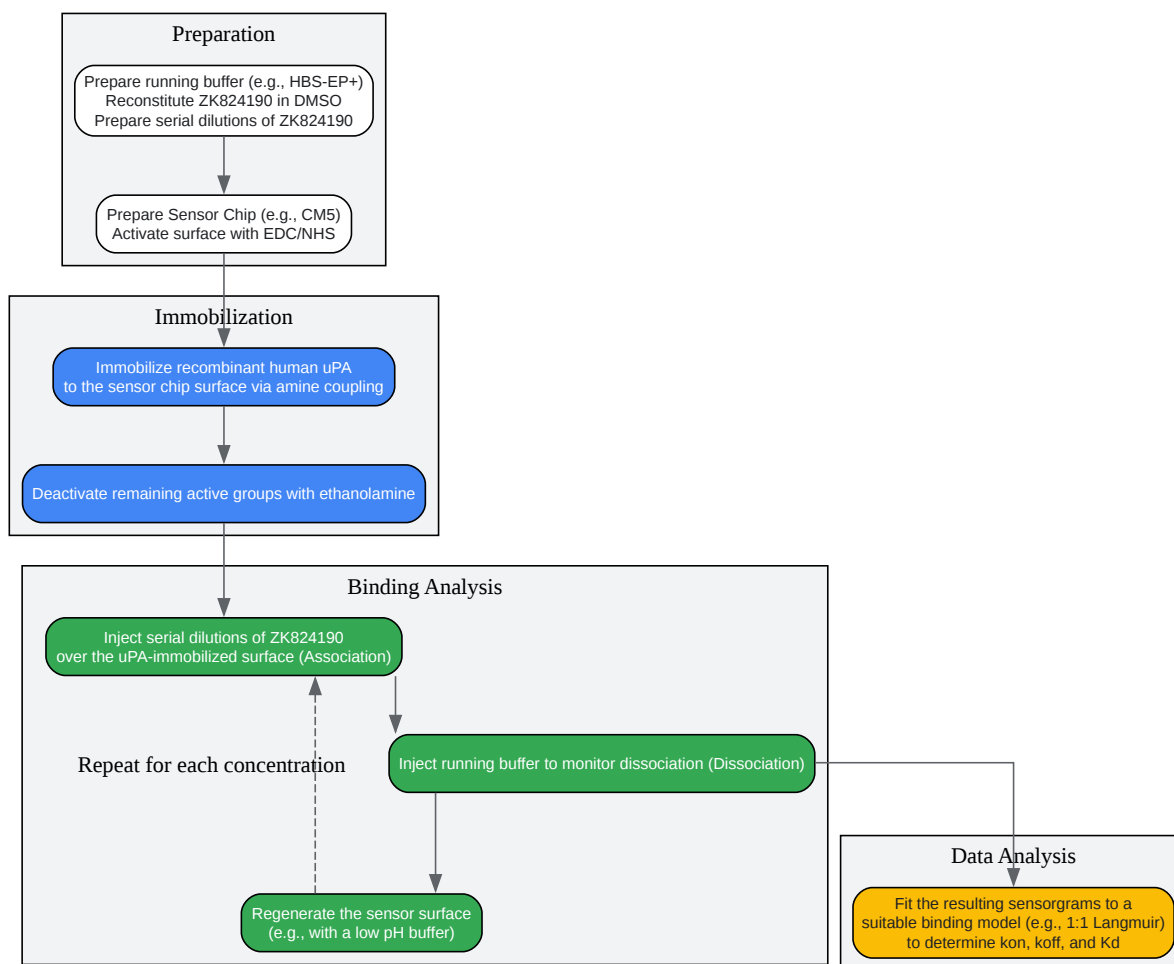 Preparation
Prepare running buffer (e.g., HBS-EP+)
Reconstitute ZK824190 in DMSO
Prepare serial dilutions of ZK824190
Prepare Sensor Chip (e.g., CM5)
Activate surface with EDC/NHS
Immobilization
Immobilize recombinant human uPA
to the sensor chip surface via amine coupling
Deactivate remaining active groups with ethanolamine
Binding Analysis
Inject serial dilutions of ZK824190
over the uPA-immobilized surface (Association)
Repeat for each concentration
Inject running buffer to monitor dissociation (Dissociation)
Regenerate the sensor surface
(e.g., with a low pH buffer)
Data Analysis
Fit the resulting sensorgrams to a
suitable binding model (e.g., 1:1 Langmuir)
to determine kon, koff, and Kd